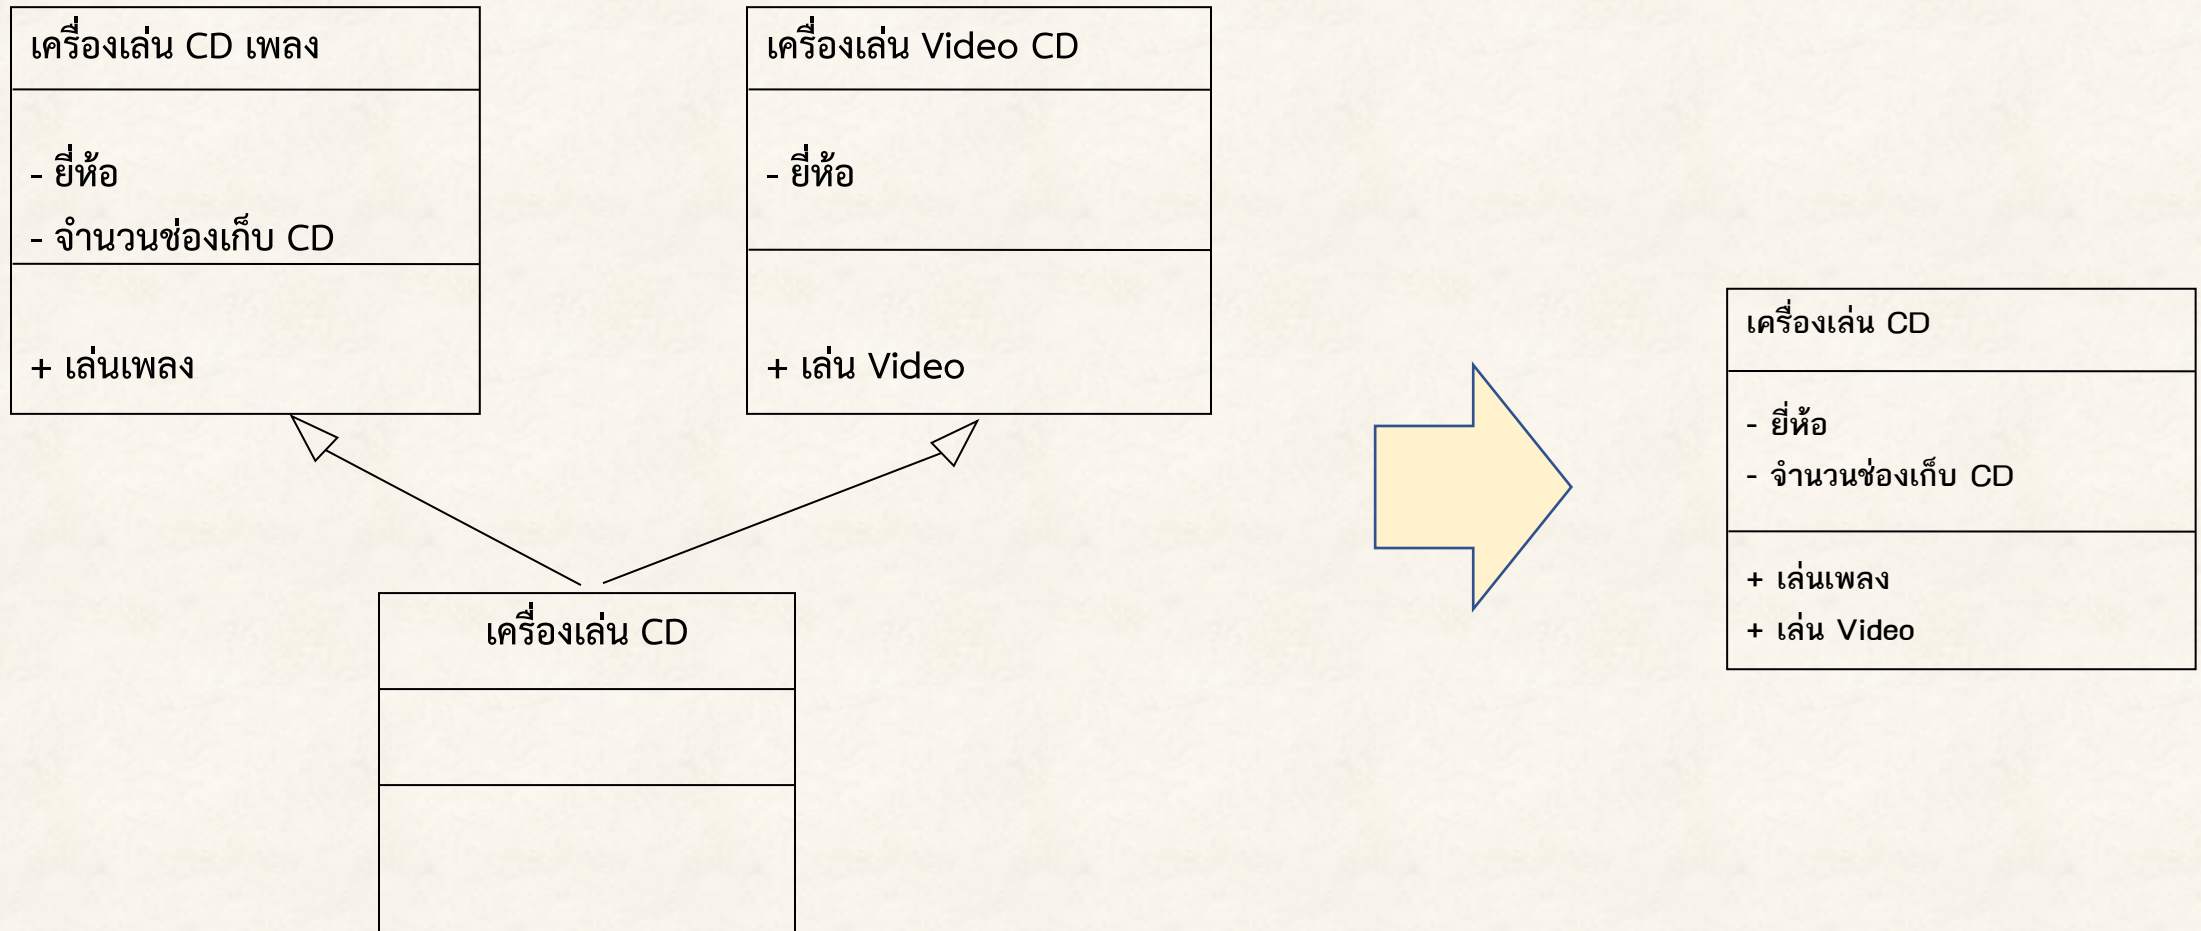 เครื่องเล่น CD เพลง
- ยี่ห้อ
- จำนวนช่องเก็บ CD
+ เล่นเพลง
เครื่องเล่น Video CD
- ยี่ห้อ
+ เล่น Video
เครื่องเล่น CD
เครื่องเล่น CD
- ยี่ห้อ
- จำนวนช่องเก็บ CD
+ เล่นเพลง
+ เล่น Video